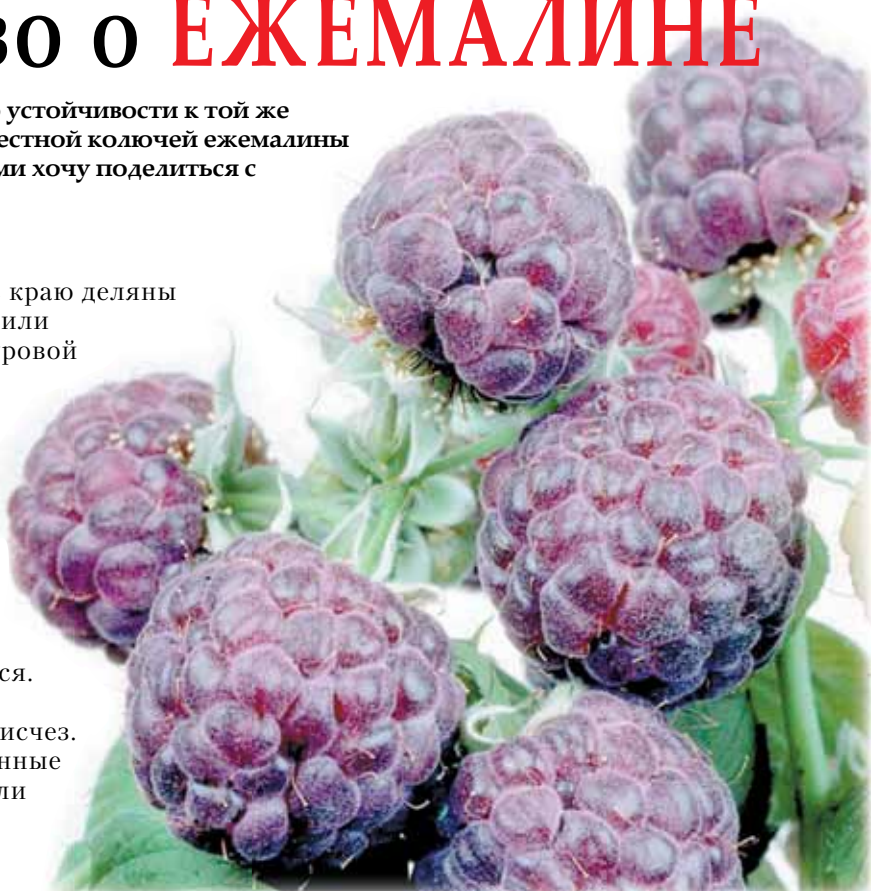 во о ЕЖЕМАЛИНЕ
устойчивости к той же
естной колючей ежемалины
ми хочу поделиться с
краю деляны
или
ровой
ся.
исчез.
нные
ли